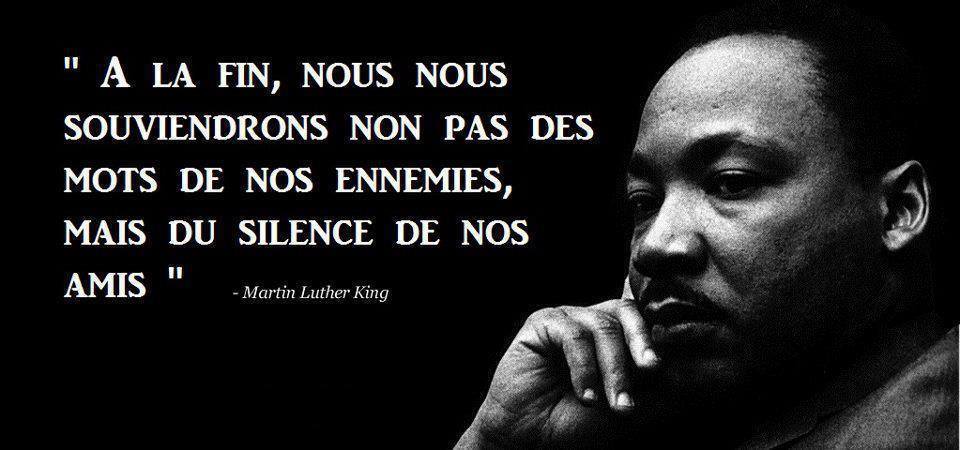 " A LA FIN, NOUS NOUS
SOUVIENDRONS NON PAS DES
MOTS DE NOS ENNEMIES,
MAIS DU SILENCE DE NOS
AMIS "
- Martin Luther King